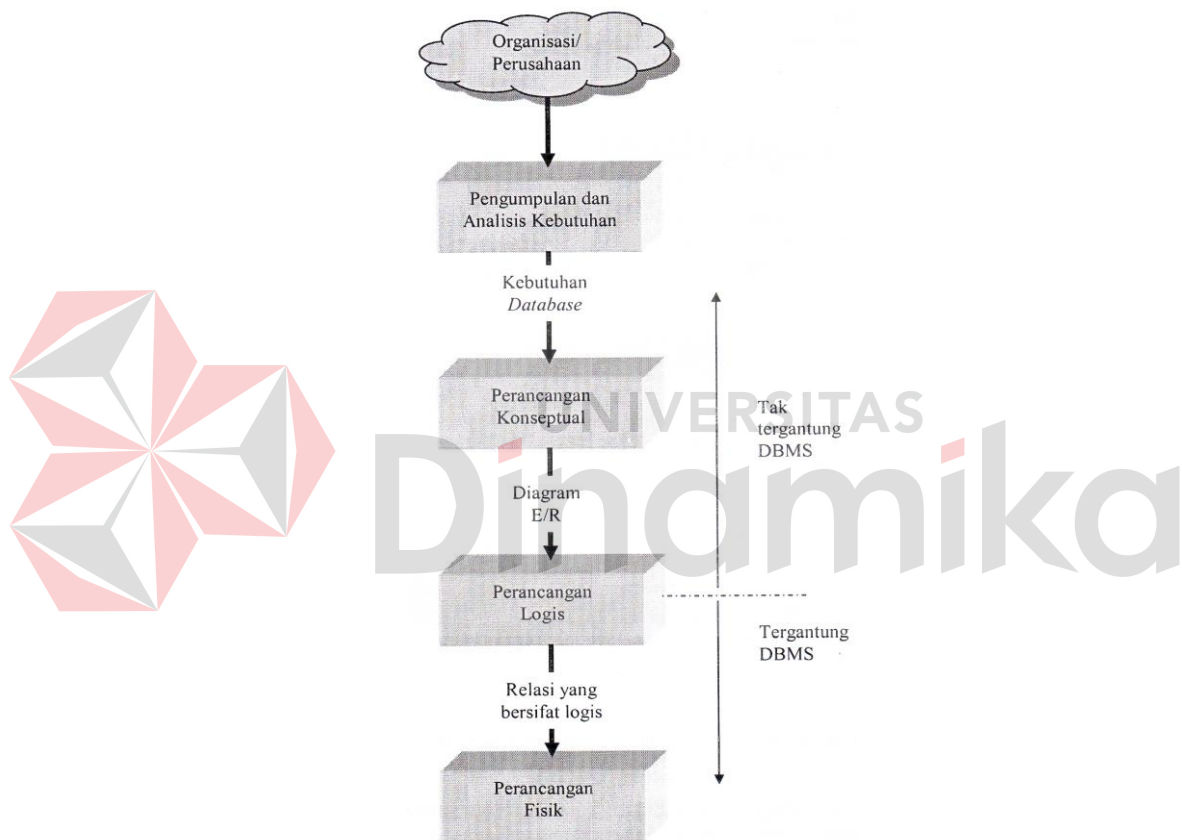 Organisasi/
Perusahaan
Pengumpulan dan
Analisis Kebutuhan
Kebutuhan
Database
Perancangan
Konseptual
UNIVERSITAS
Dinamika
Tak
tergantung
DBMS
Diagram
E/R
Perancangan
Logis
Tergantung
DBMS
Relasi yang
bersifat logis
Perancangan
Fisik